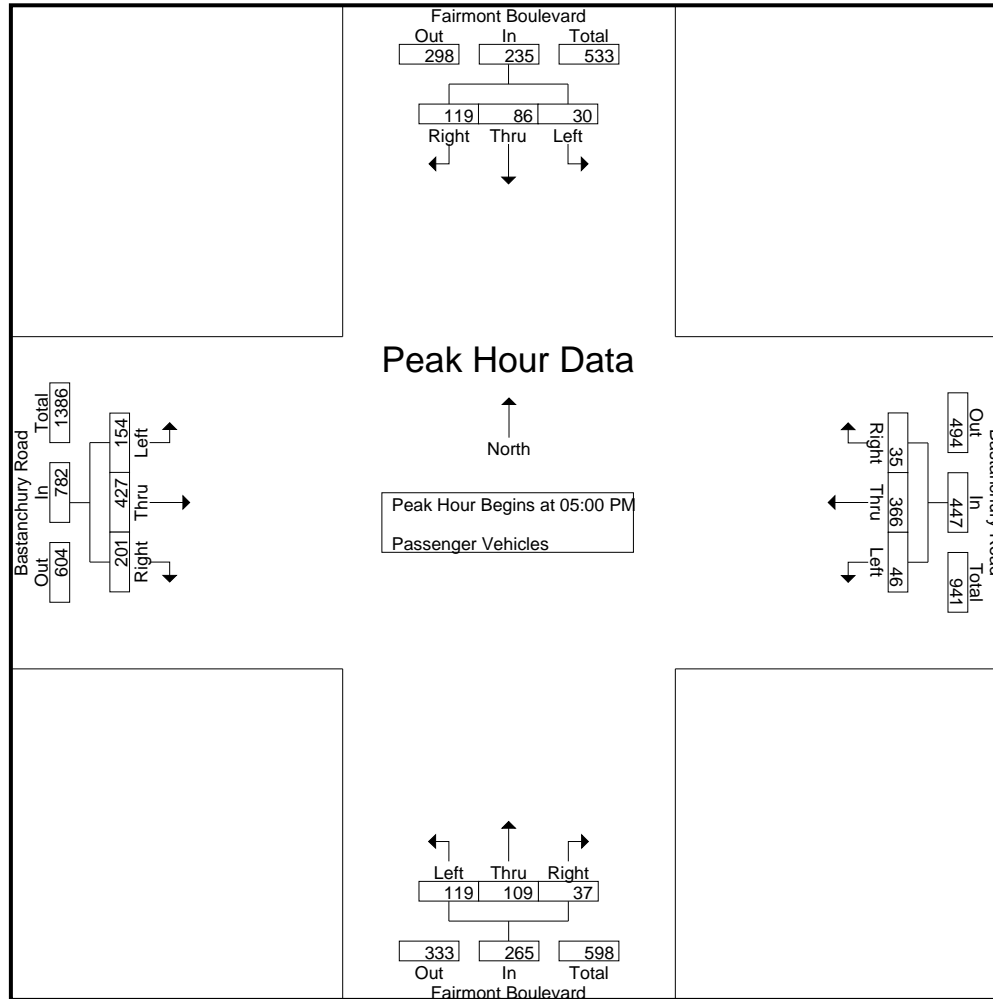 Fairmont Boulevard
Out In Total
298 235 533
119 86 30
Right Thru Left
Peak Hour Data
North
Peak Hour Begins at 05:00 PM
Passenger Vehicles
Bastanchury Road
Total In Out
1386 782 604
154 427 201
Left Thru Right
Right Thru Left
35 366 46
494 447 941
Out In Total
Road
Left Thru Right
119 109 37
333 265 598
Out In Total
Fairmont Boulevard